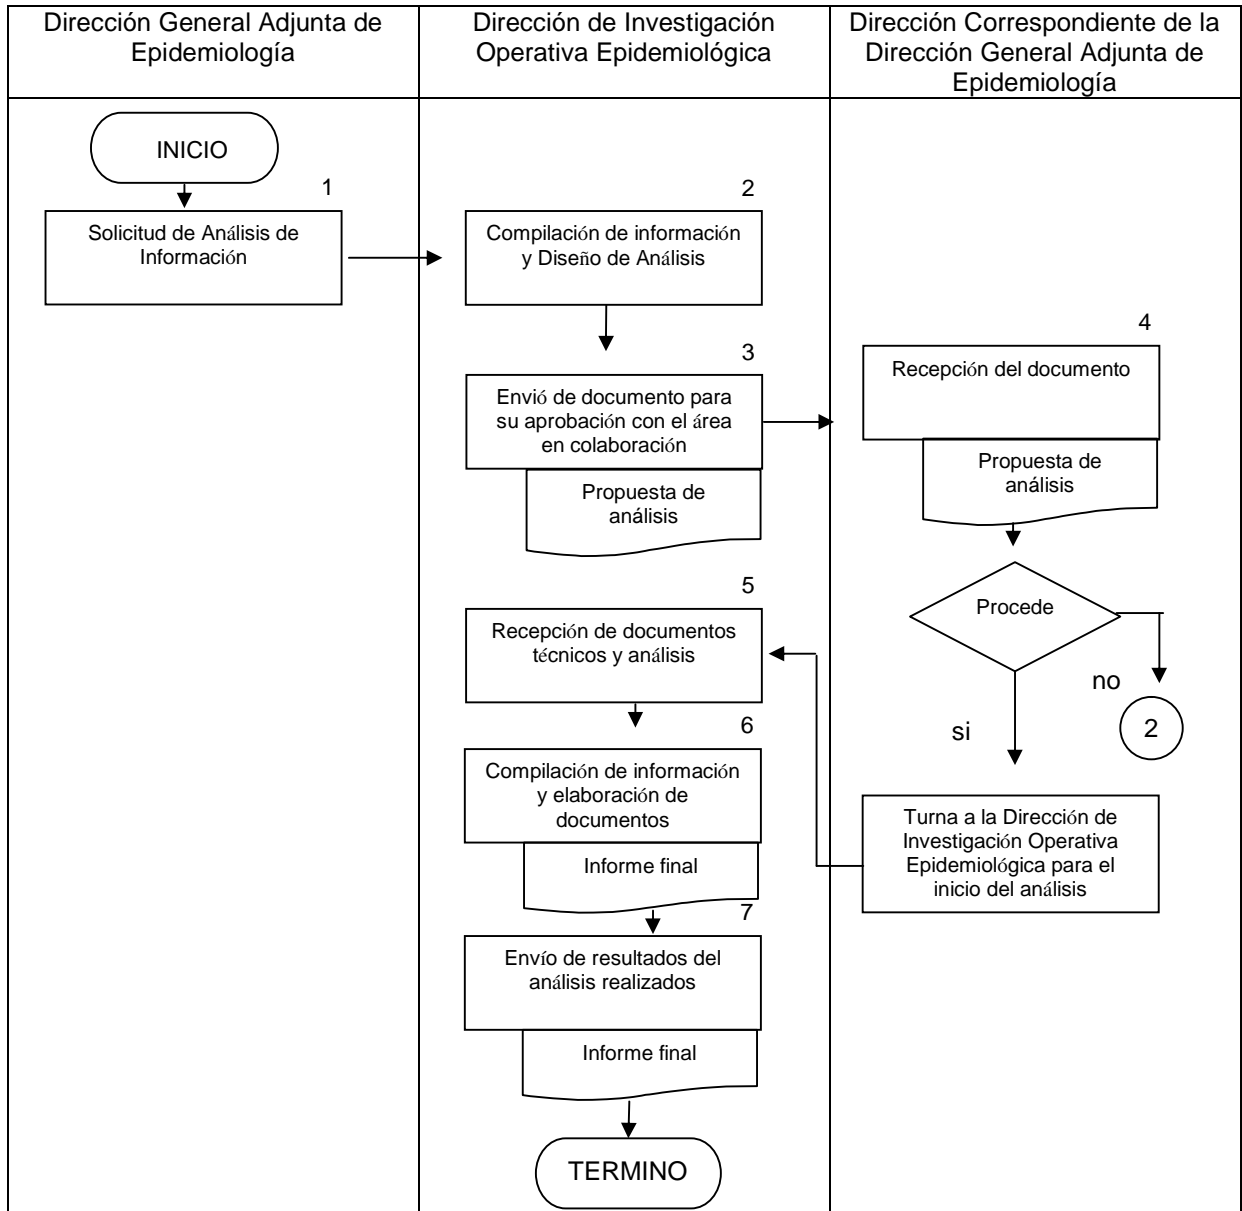 Dirección General Adjunta de
Epidemiología
Dirección de Investigación
Operativa Epidemiológica
Dirección Correspondiente de la
Dirección General Adjunta de
Epidemiología
INICIO
1
Solicitud de Análisis de
Información
2
Compilación de información
y Diseño de Análisis
3
Envió de documento para
su aprobación con el área
en colaboración
Propuesta de
análisis
4
Recepción del documento
Propuesta de
análisis
Procede
no
2
si
Turna a la Dirección de
Investigación Operativa
Epidemiológica para el
inicio del análisis
5
Recepción de documentos
técnicos y análisis
6
Compilación de información
y elaboración de
documentos
Informe final
7
Envío de resultados del
análisis realizados
Informe final
TERMINO